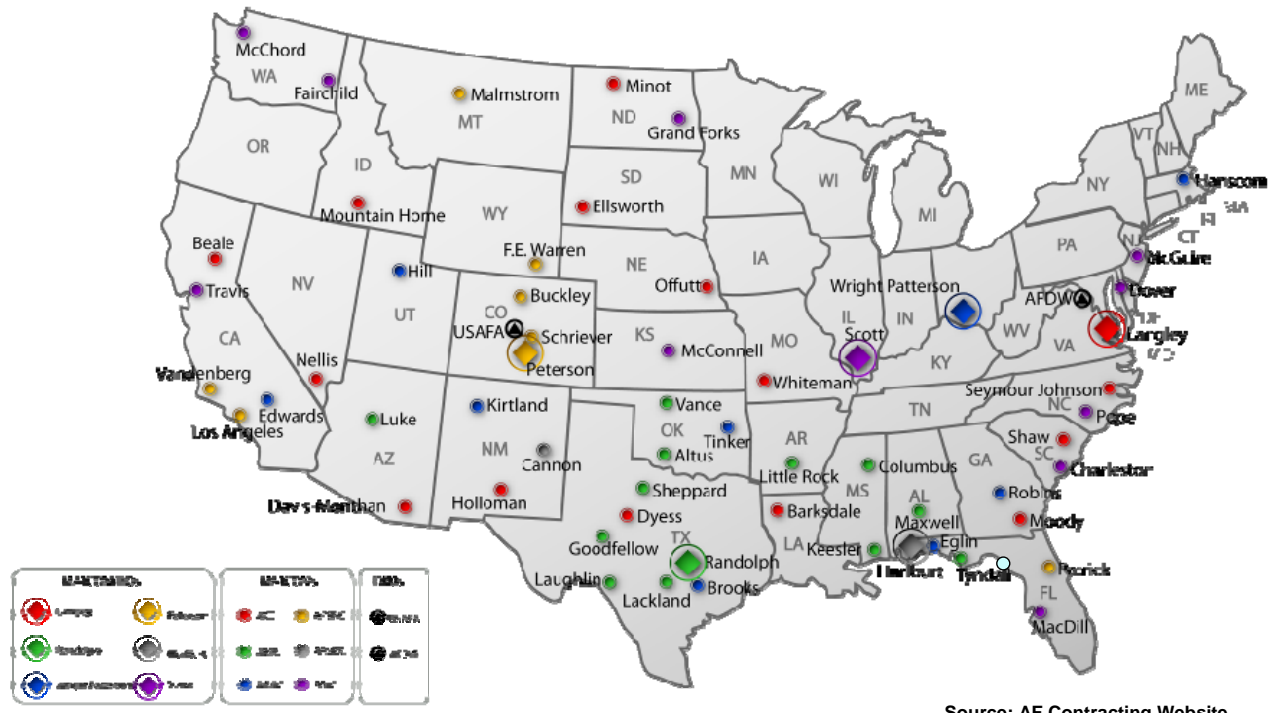 McChord
WA
Fairchild
Malmstrom
MT
Minot
ND
Grand Forks
ME
VT
NH
OR
ID
SD
MN
WI
MI
NY
Hanscom
MA
RI
CT
Mountain Home
WY
Ellsworth
Beale
F.E. Warren
NE
IA
PA
NJ
McGuire
Travis
NV
Hill
UT
Buckley
CO
USAFA
Schriever
Peterson
Offutt
Wright Patterson
IL
IN
Scott
AFDW
Dover
DE
WV
VA
Langley
CA
KS
McConnell
MO
KY
Nellis
Vandenberg
Whiteman
Seymour Johnson
Edwards
Los Angeles
Luke
Kirtland
Vance
OK
Tinker
TN
NC
Pope
AZ
NM
Cannon
Altus
AR
Little Rock
Columbus
GA
Shaw
SC
Charleston
Davis-Monthan
Holloman
Sheppard
Dyess
Barksdale
MS
AL
Maxwell
Robins
Moody
Goodfellow
TX
Randolph
LA
Keesler
Eglin
Hurlburt
Tyndall
Patrick
Laughlin
Lackland
Brooks
FL
MacDill
Source: AF Contracting Website